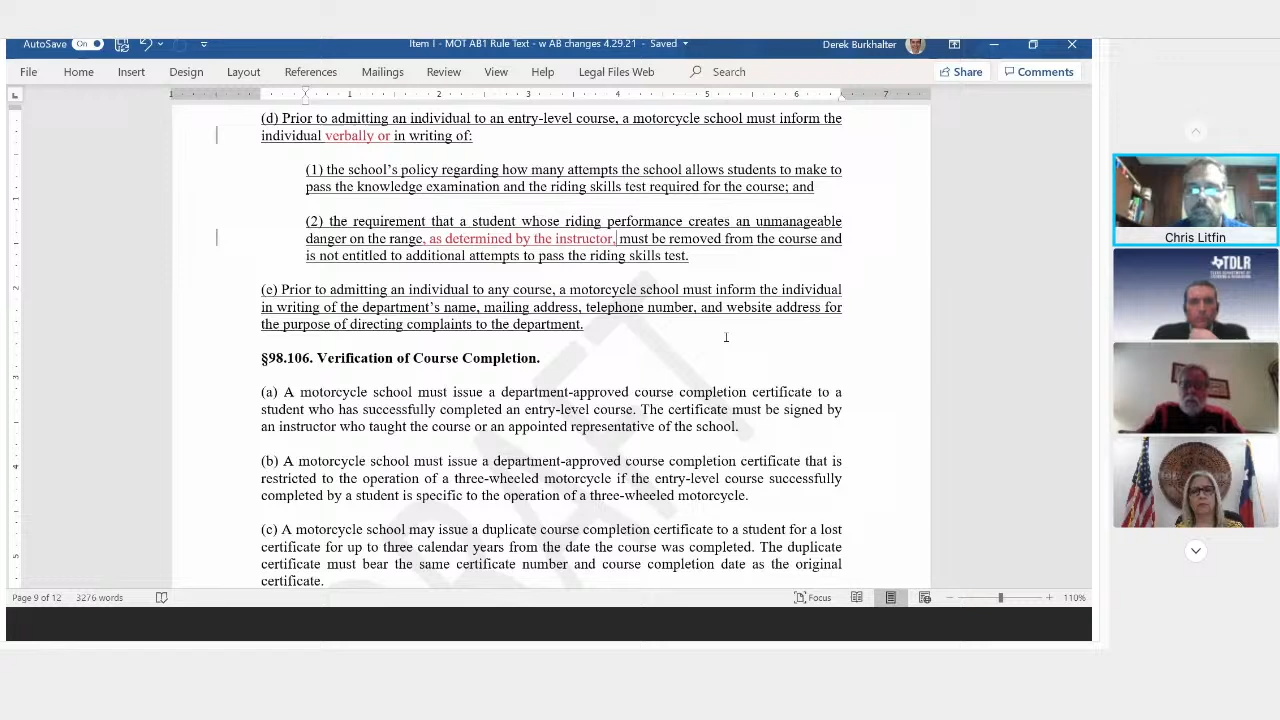 AutoSave On
Item I - MOT AB1 Rule Text - w AB changes 4.29.21 - Saved
Derek Burkhalter
File Home Insert Design Layout References Mailings Review View Help Legal Files Web Search Share Comments
1 1 2 3 4 5 6 7
(d) Prior to admitting an individual to an entry-level course, a motorcycle school must inform the
individual verbally or in writing of:
(1) the school's policy regarding how many attempts the school allows students to make to
pass the knowledge examination and the riding skills test required for the course; and
(2) the requirement that a student whose riding performance creates an unmanageable
danger on the range, as determined by the instructor, must be removed from the course and
is not entitled to additional attempts to pass the riding skills test.
(e) Prior to admitting an individual to any course, a motorcycle school must inform the individual
in writing of the department's name, mailing address, telephone number, and website address for
the purpose of directing complaints to the department.
§98.106. Verification of Course Completion.
(a) A motorcycle school must issue a department-approved course completion certificate to a
student who has successfully completed an entry-level course. The certificate must be signed by
an instructor who taught the course or an appointed representative of the school.
(b) A motorcycle school must issue a department-approved course completion certificate that is
restricted to the operation of a three-wheeled motorcycle if the entry-level course successfully
completed by a student is specific to the operation of a three-wheeled motorcycle.
(c) A motorcycle school may issue a duplicate course completion certificate to a student for a lost
certificate for up to three calendar years from the date the course was completed. The duplicate
certificate must bear the same certificate number and course completion date as the original
certificate.
DRAFT
Page 9 of 12 3276 words
Focus
110%
Chris Litfin
TDLR